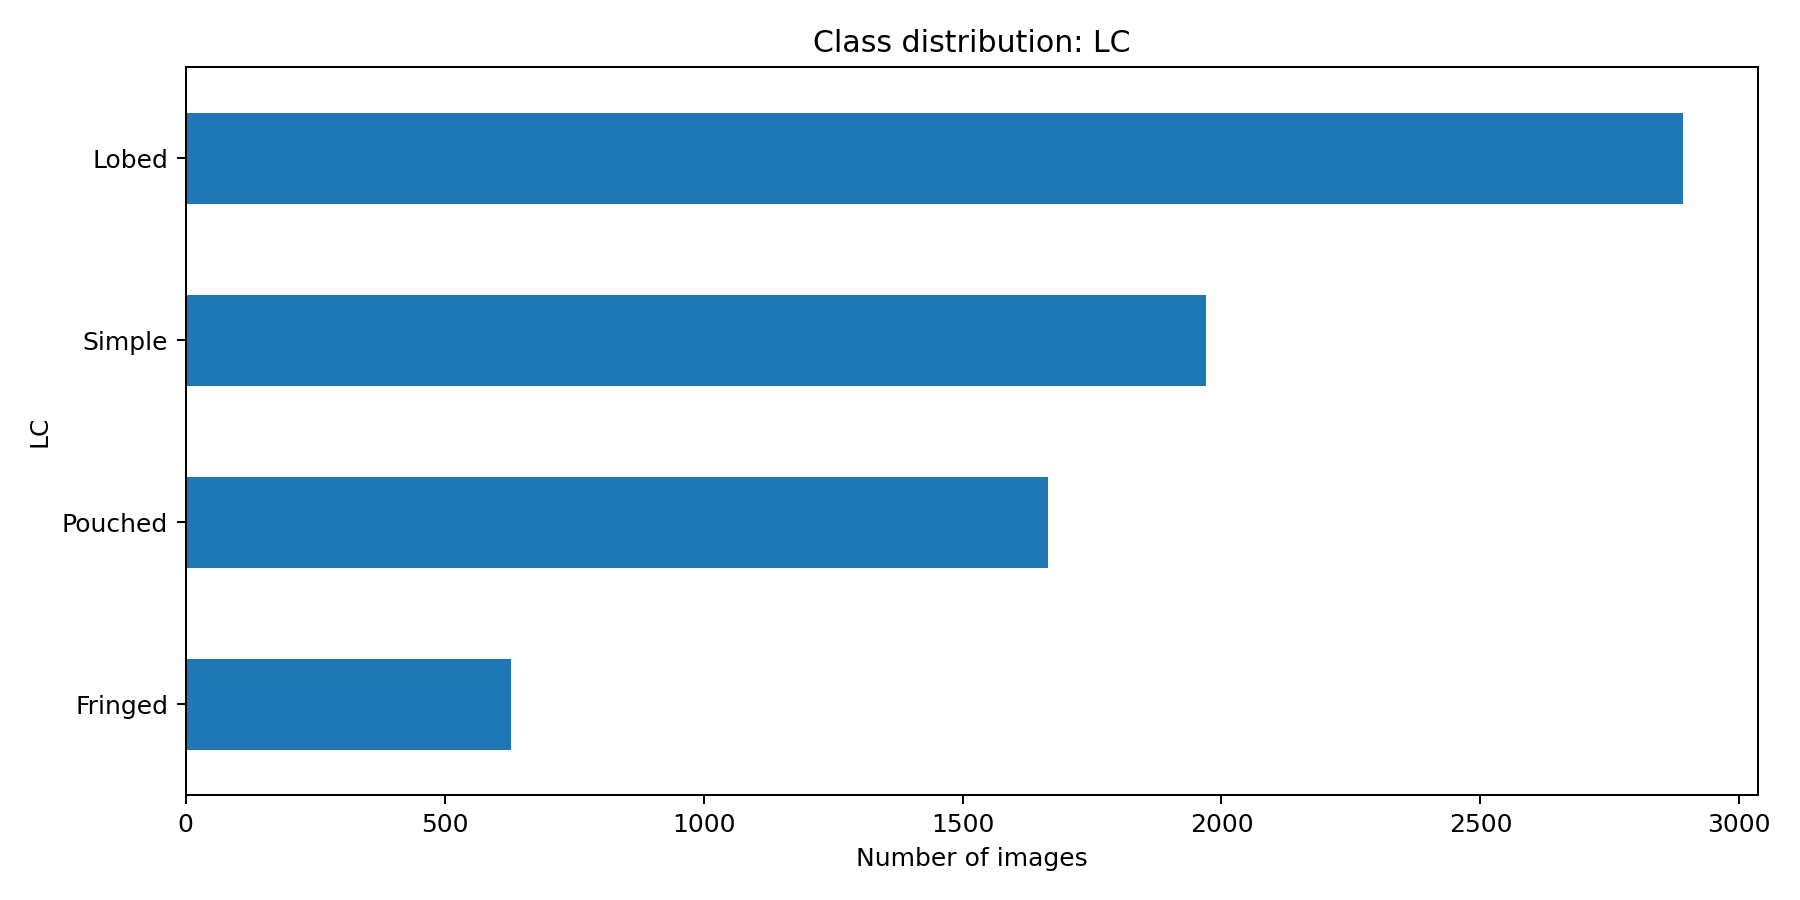 Class distribution: LC
Lobed
Simple
LC
Pouched
Fringed
0 500 1000 1500 2000 2500 3000
Number of images